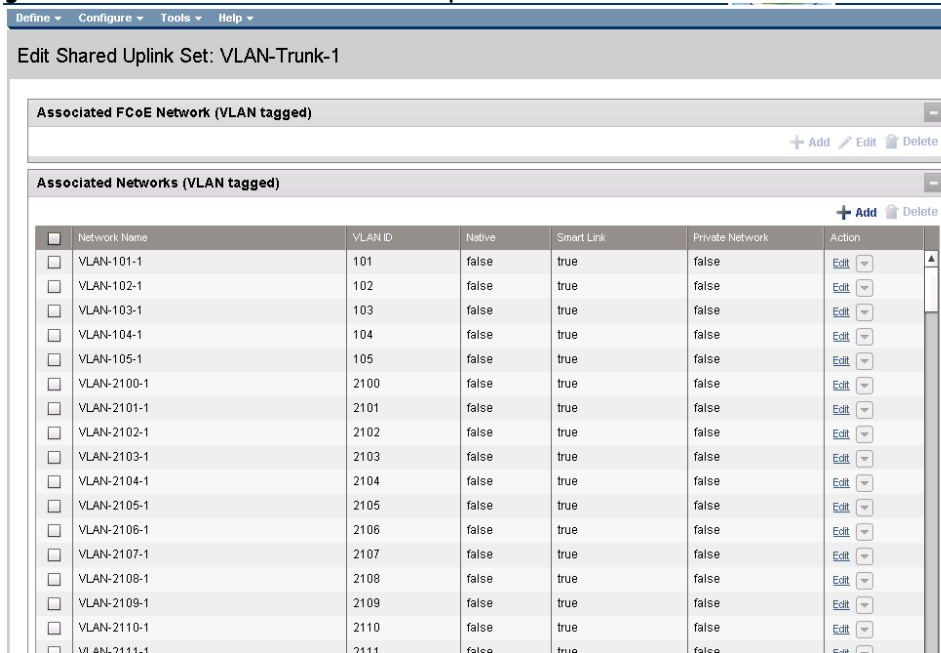 Define Configure Tools Help
Edit Shared Uplink Set: VLAN-Trunk-1
Associated FCoE Network (VLAN tagged)
Add Edit Delete
Associated Networks (VLAN tagged)
Add Delete
Network Name VLAN ID Native Smart Link Private Network Action
VLAN-101-1 101 false true false Edit
VLAN-102-1 102 false true false Edit
VLAN-103-1 103 false true false Edit
VLAN-104-1 104 false true false Edit
VLAN-105-1 105 false true false Edit
VLAN-2100-1 2100 false true false Edit
VLAN-2101-1 2101 false true false Edit
VLAN-2102-1 2102 false true false Edit
VLAN-2103-1 2103 false true false Edit
VLAN-2104-1 2104 false true false Edit
VLAN-2105-1 2105 false true false Edit
VLAN-2106-1 2106 false true false Edit
VLAN-2107-1 2107 false true false Edit
VLAN-2108-1 2108 false true false Edit
VLAN-2109-1 2109 false true false Edit
VLAN-2110-1 2110 false true false Edit
VLAN-2111-1 2111 false true false Edit